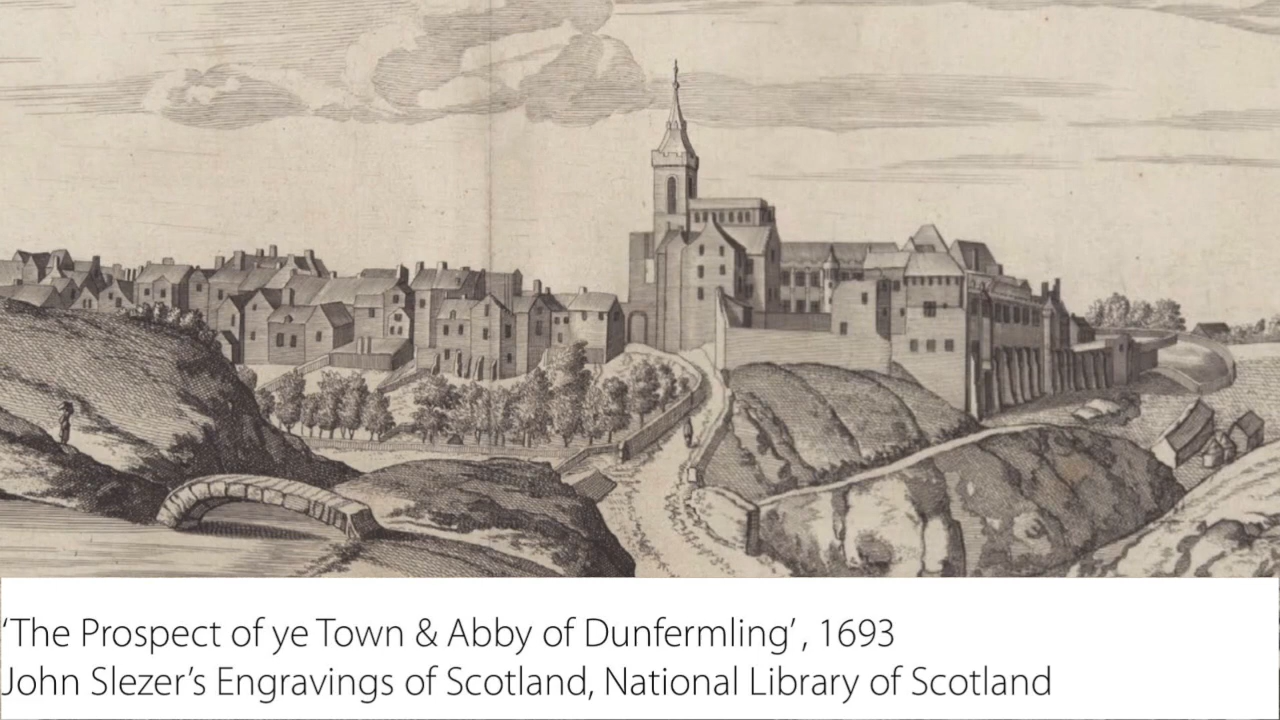 ‘The Prospect of ye Town & Abby of Dunfermling’, 1693
John Slezer’s Engravings of Scotland, National Library of Scotland